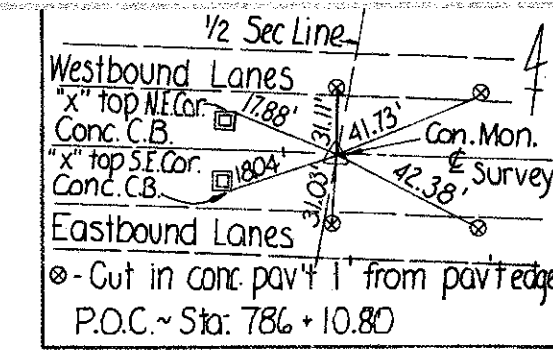 1/2 Sec Line
4
Westbound Lanes
"x" top N.E. Cor.
Conc. C.B.
17.88'
31.11'
41.73'
Con. Mon.
"x" top S.E. Cor.
Conc. C.B.
1804'
31.03'
42.38'
℄ Survey
Eastbound Lanes
⊗ - Cut in conc. pav't 1' from pav't edge
P.O.C. ~ Sta: 786 + 10.80